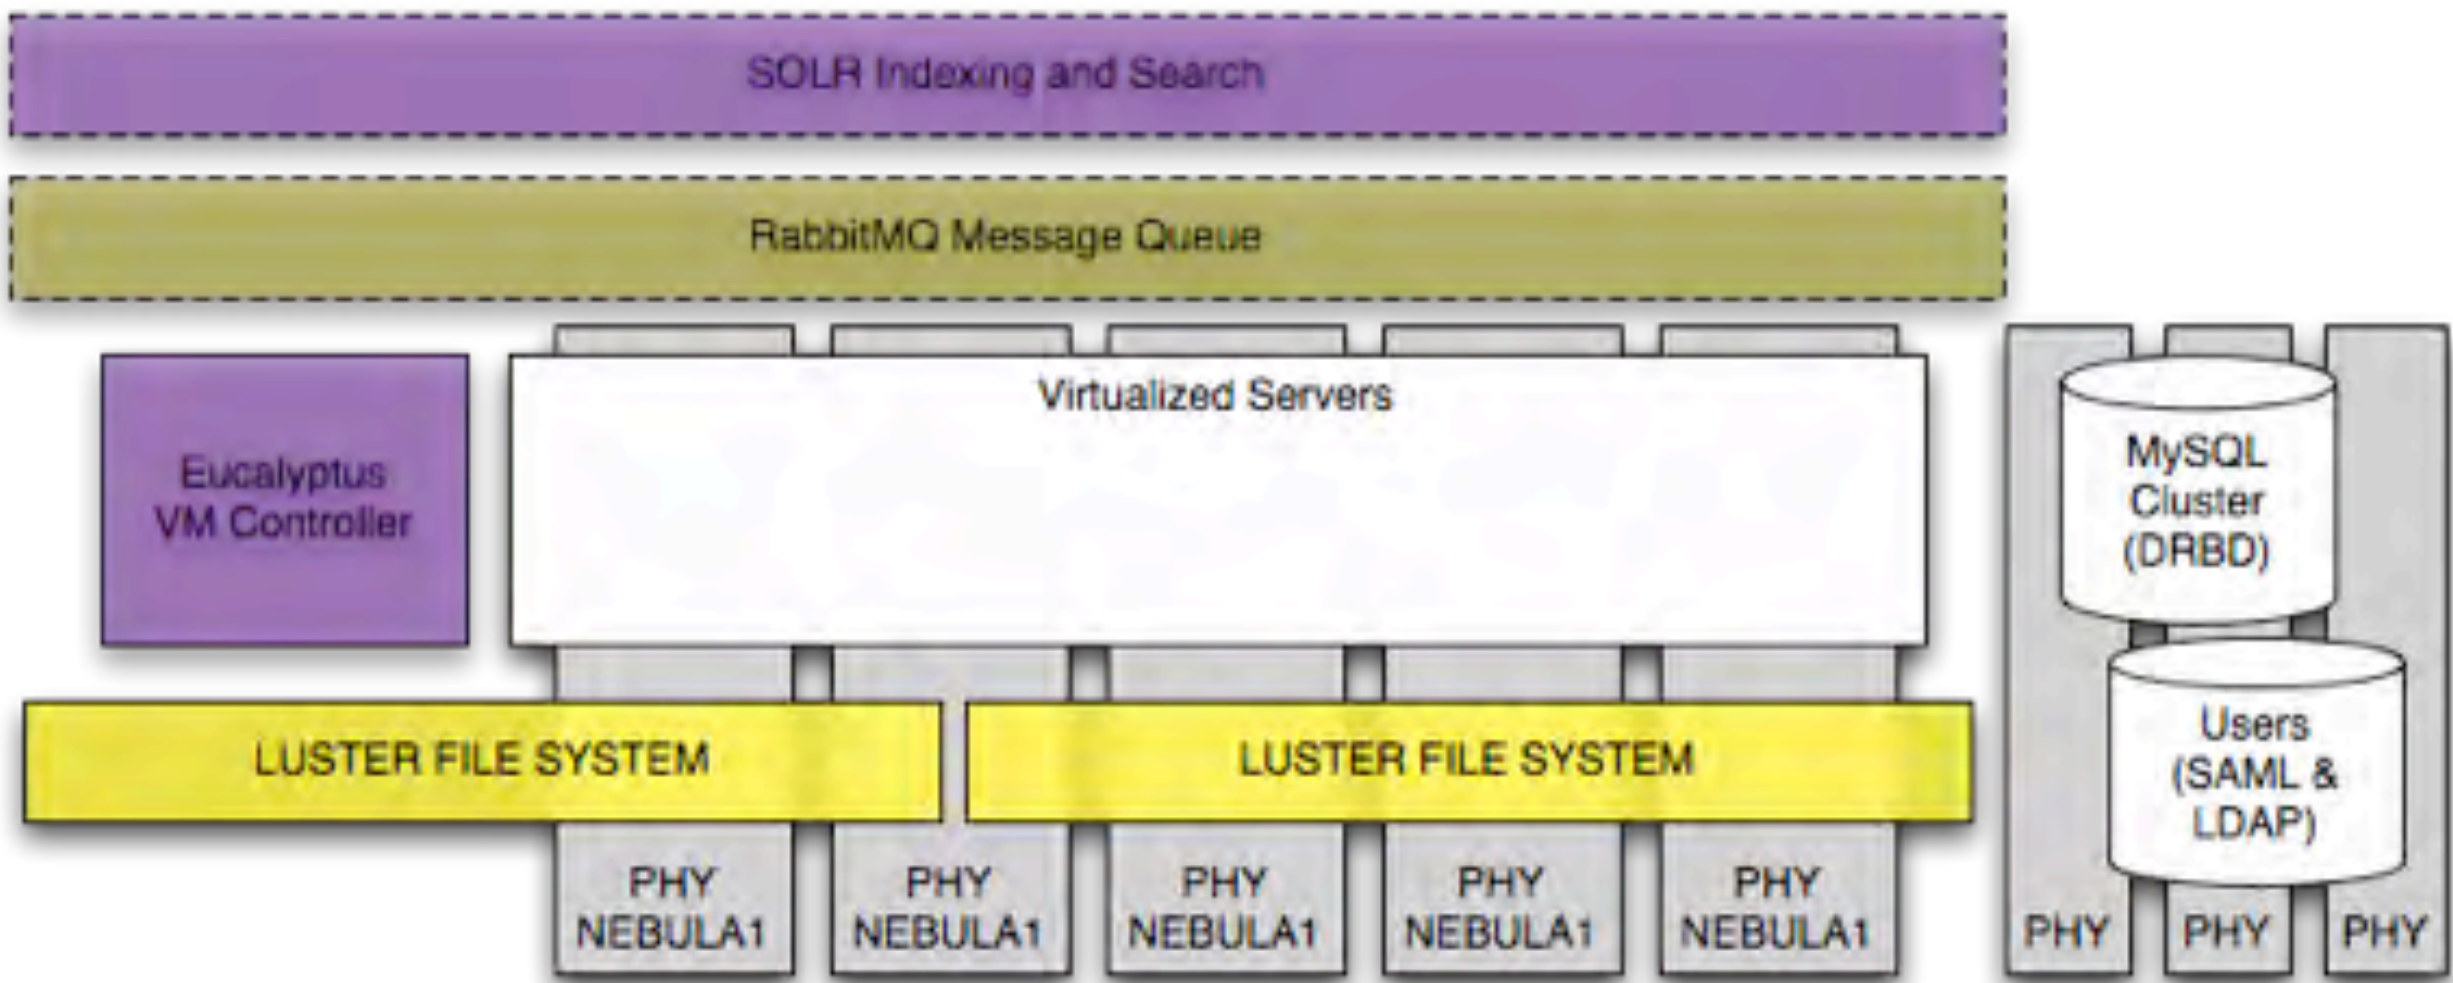 SOLR Indexing and Search
RabbitMQ Message Queue
Virtualized Servers
Eucalyptus
VM Controller
MySQL
Cluster
(DRBD)
LUSTER FILE SYSTEM
LUSTER FILE SYSTEM
Users
(SAML &
LDAP)
PHY
NEBULA1
PHY
NEBULA1
PHY
NEBULA1
PHY
NEBULA1
PHY
NEBULA1
PHY
PHY
PHY